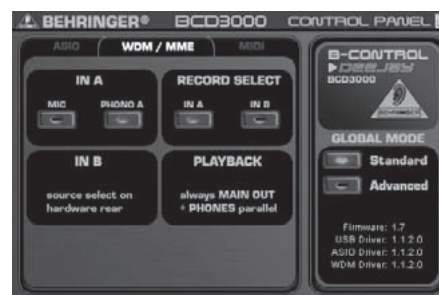 BEHRINGER® BCD3000 CONTROL PANEL
ASIO WDM / MME MIDI
IN A
MIC PHONO A
RECORD SELECT
IN A IN B
IN B
source select on
hardware rear
PLAYBACK
always MAIN OUT
+ PHONES parallel
B-CONTROL
DEEJAY
BCD3000
BEHRINGER
GLOBAL MODE
Standard
Advanced
Firmware: 1.7
USB Driver: 1.1.2.0
ASIO Driver: 1.1.2.0
WDM Driver: 1.1.2.0